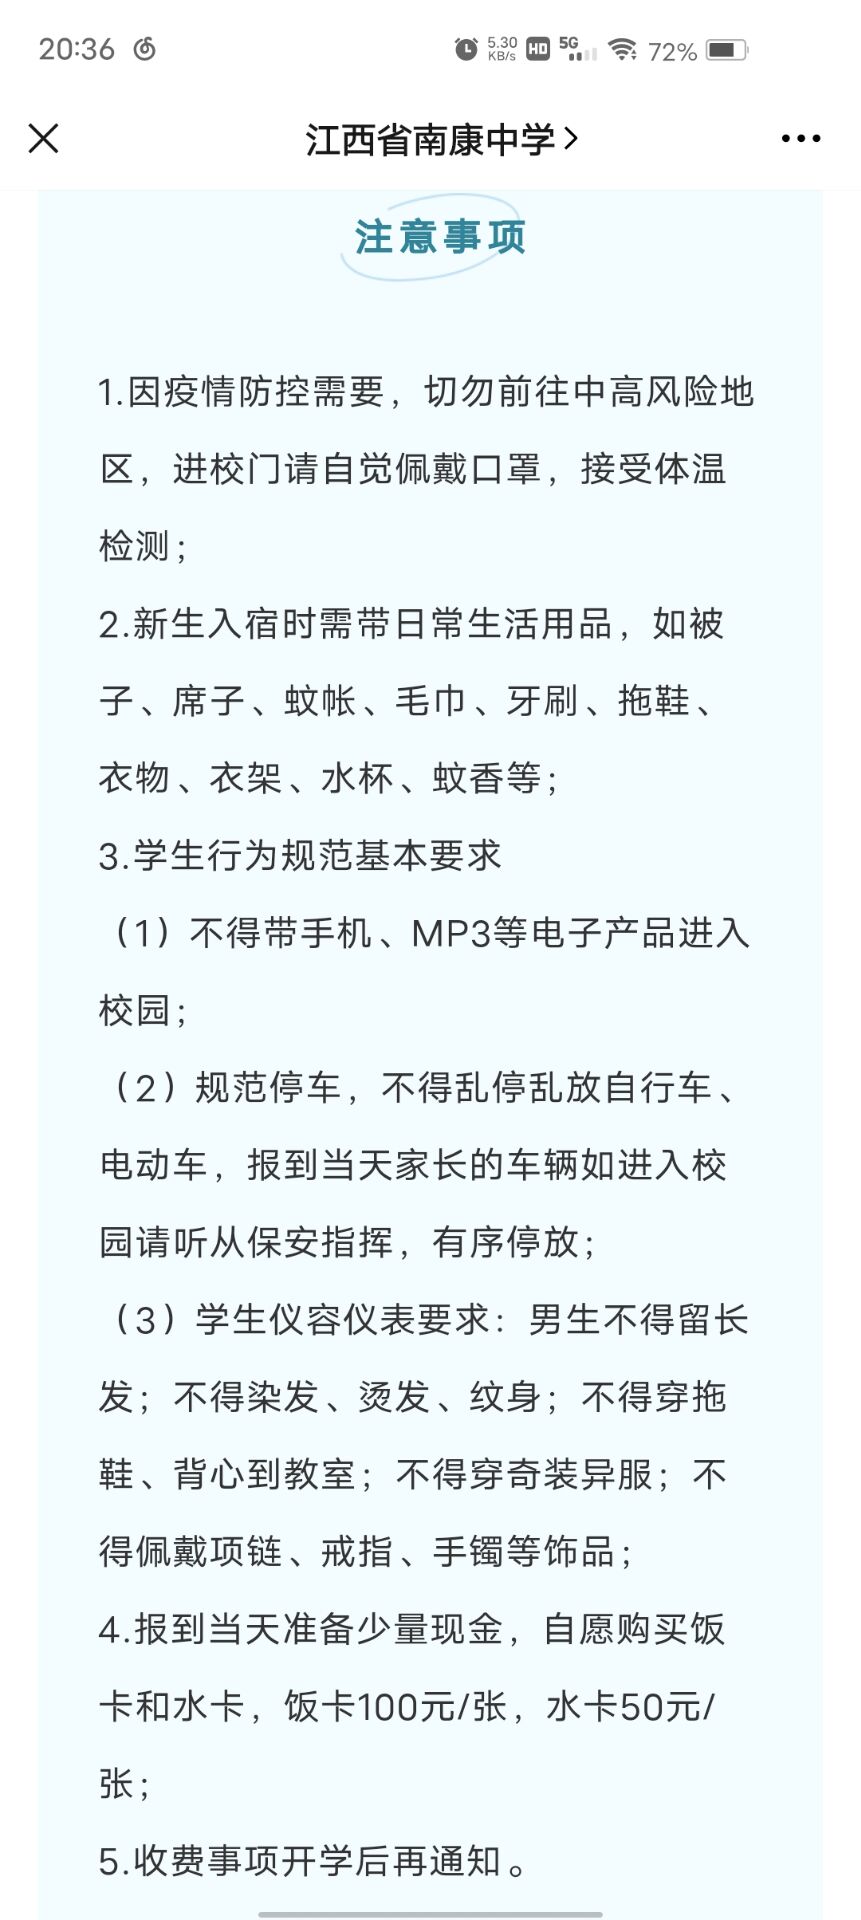 20:36
5.30 KB/s HD 5G 72%
江西省南康中学
注意事项
1.因疫情防控需要，切勿前往中高风险地
区，进校门请自觉佩戴口罩，接受体温
检测；
2.新生入宿时需带日常生活用品，如被
子、席子、蚊帐、毛巾、牙刷、拖鞋、
衣物、衣架、水杯、蚊香等；
3.学生行为规范基本要求
（1）不得带手机、MP3等电子产品进入
校园；
（2）规范停车，不得乱停乱放自行车、
电动车，报到当天家长的车辆如进入校
园请听从保安指挥，有序停放；
（3）学生仪容仪表要求：男生不得留长
发；不得染发、烫发、纹身；不得穿拖
鞋、背心到教室；不得穿奇装异服；不
得佩戴项链、戒指、手镯等饰品；
4.报到当天准备少量现金，自愿购买饭
卡和水卡，饭卡100元/张，水卡50元/
张；
5.收费事项开学后再通知。